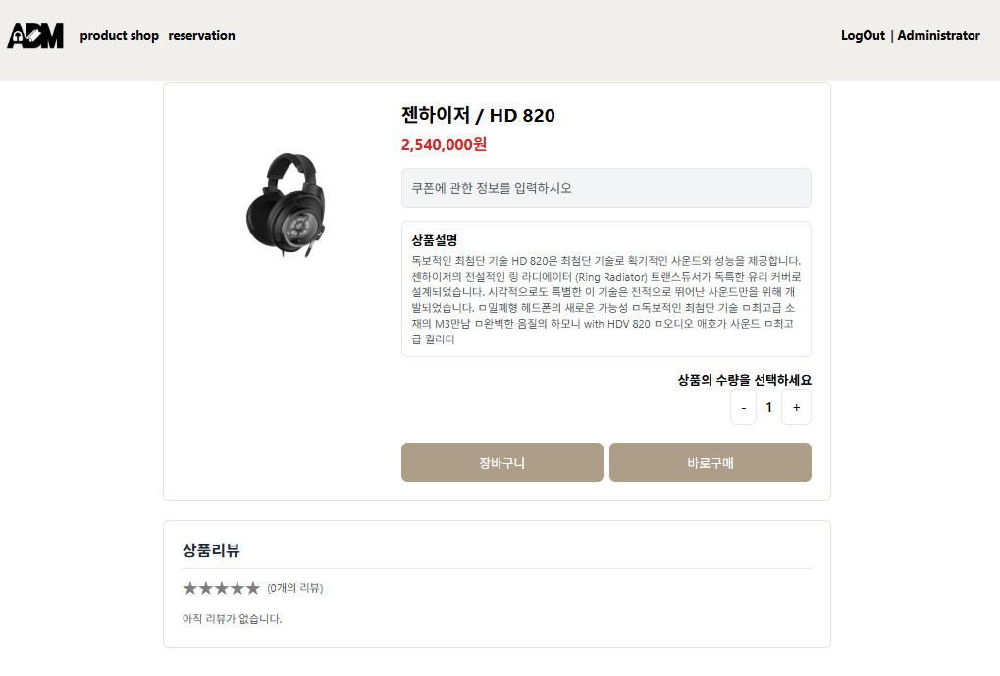 ADM product shop reservation LogOut | Administrator
젠하이저 / HD 820
2,540,000원
쿠폰에 관한 정보를 입력하시오
상품설명
독보적인 최첨단 기술 HD 820은 최첨단 기술로 획기적인 사운드와 성능을 제공합니다.
젠하이저의 전설적인 링 라디에이터 (Ring Radiator) 트랜스듀서가 독특한 유리 커버로
설계되었습니다. 시각적으로도 특별한 이 기술은 전적으로 뛰어난 사운드만을 위해 개
발되었습니다. ㅁ밀폐형 헤드폰의 새로운 가능성 ㅁ독보적인 최첨단 기술 ㅁ최고급 소
재의 M3만남 ㅁ완벽한 음질의 하모니 with HDV 820 ㅁ오디오 애호가 사운드 ㅁ최고
급 퀄리티
상품의 수량을 선택하세요
- 1 +
장바구니 바로구매
상품리뷰
★★★★★ (0개의 리뷰)
아직 리뷰가 없습니다.